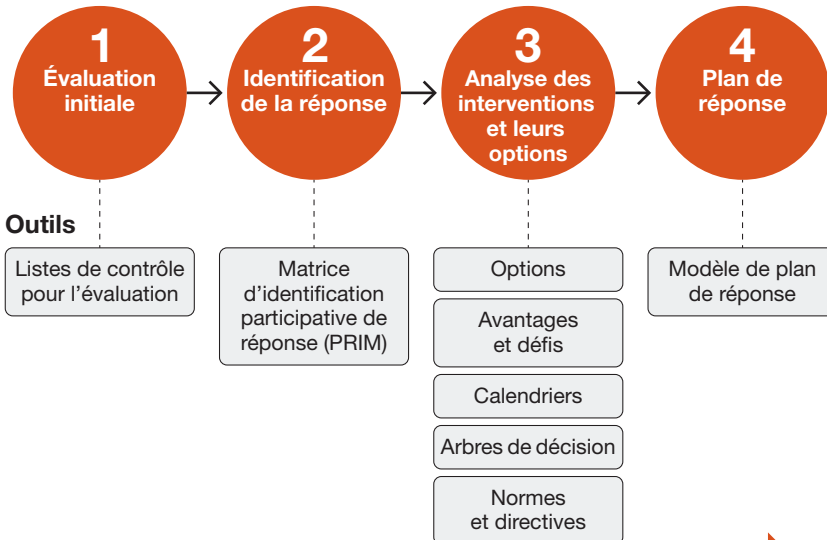 1
Évaluation
initiale
2
Identification
de la réponse
3
Analyse des
interventions
et leurs
options
4
Plan de
réponse
Outils
Listes de contrôle
pour l'évaluation
Matrice
d'identification
participative de
réponse (PRIM)
Options
Avantages
et défis
Calendriers
Arbres de décision
Normes
et directives
Modèle de plan
de réponse